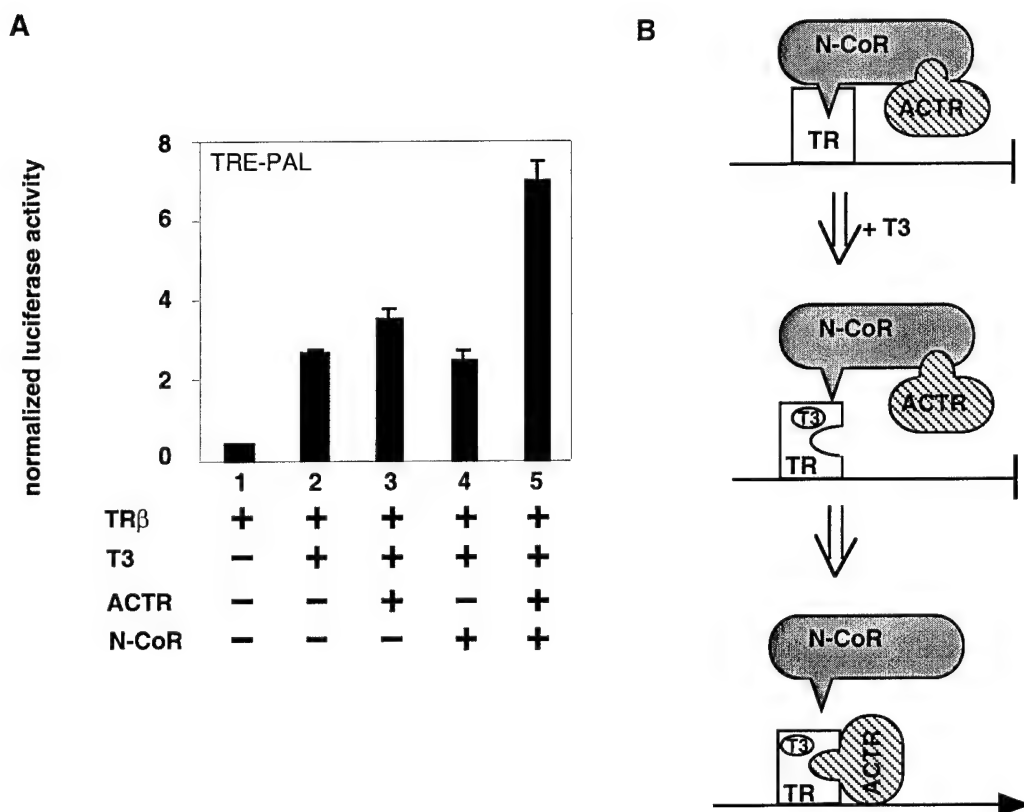 A
normalized luciferase activity
TRE-PAL
8
6
4
2
0
1 2 3 4 5
TRβ + + + + +
T3 − + + + +
ACTR − − + − +
N-CoR − − − + +
B
N-CoR
ACTR
TR
+ T3
N-CoR
ACTR
T3
TR
N-CoR
T3
ACTR
TR